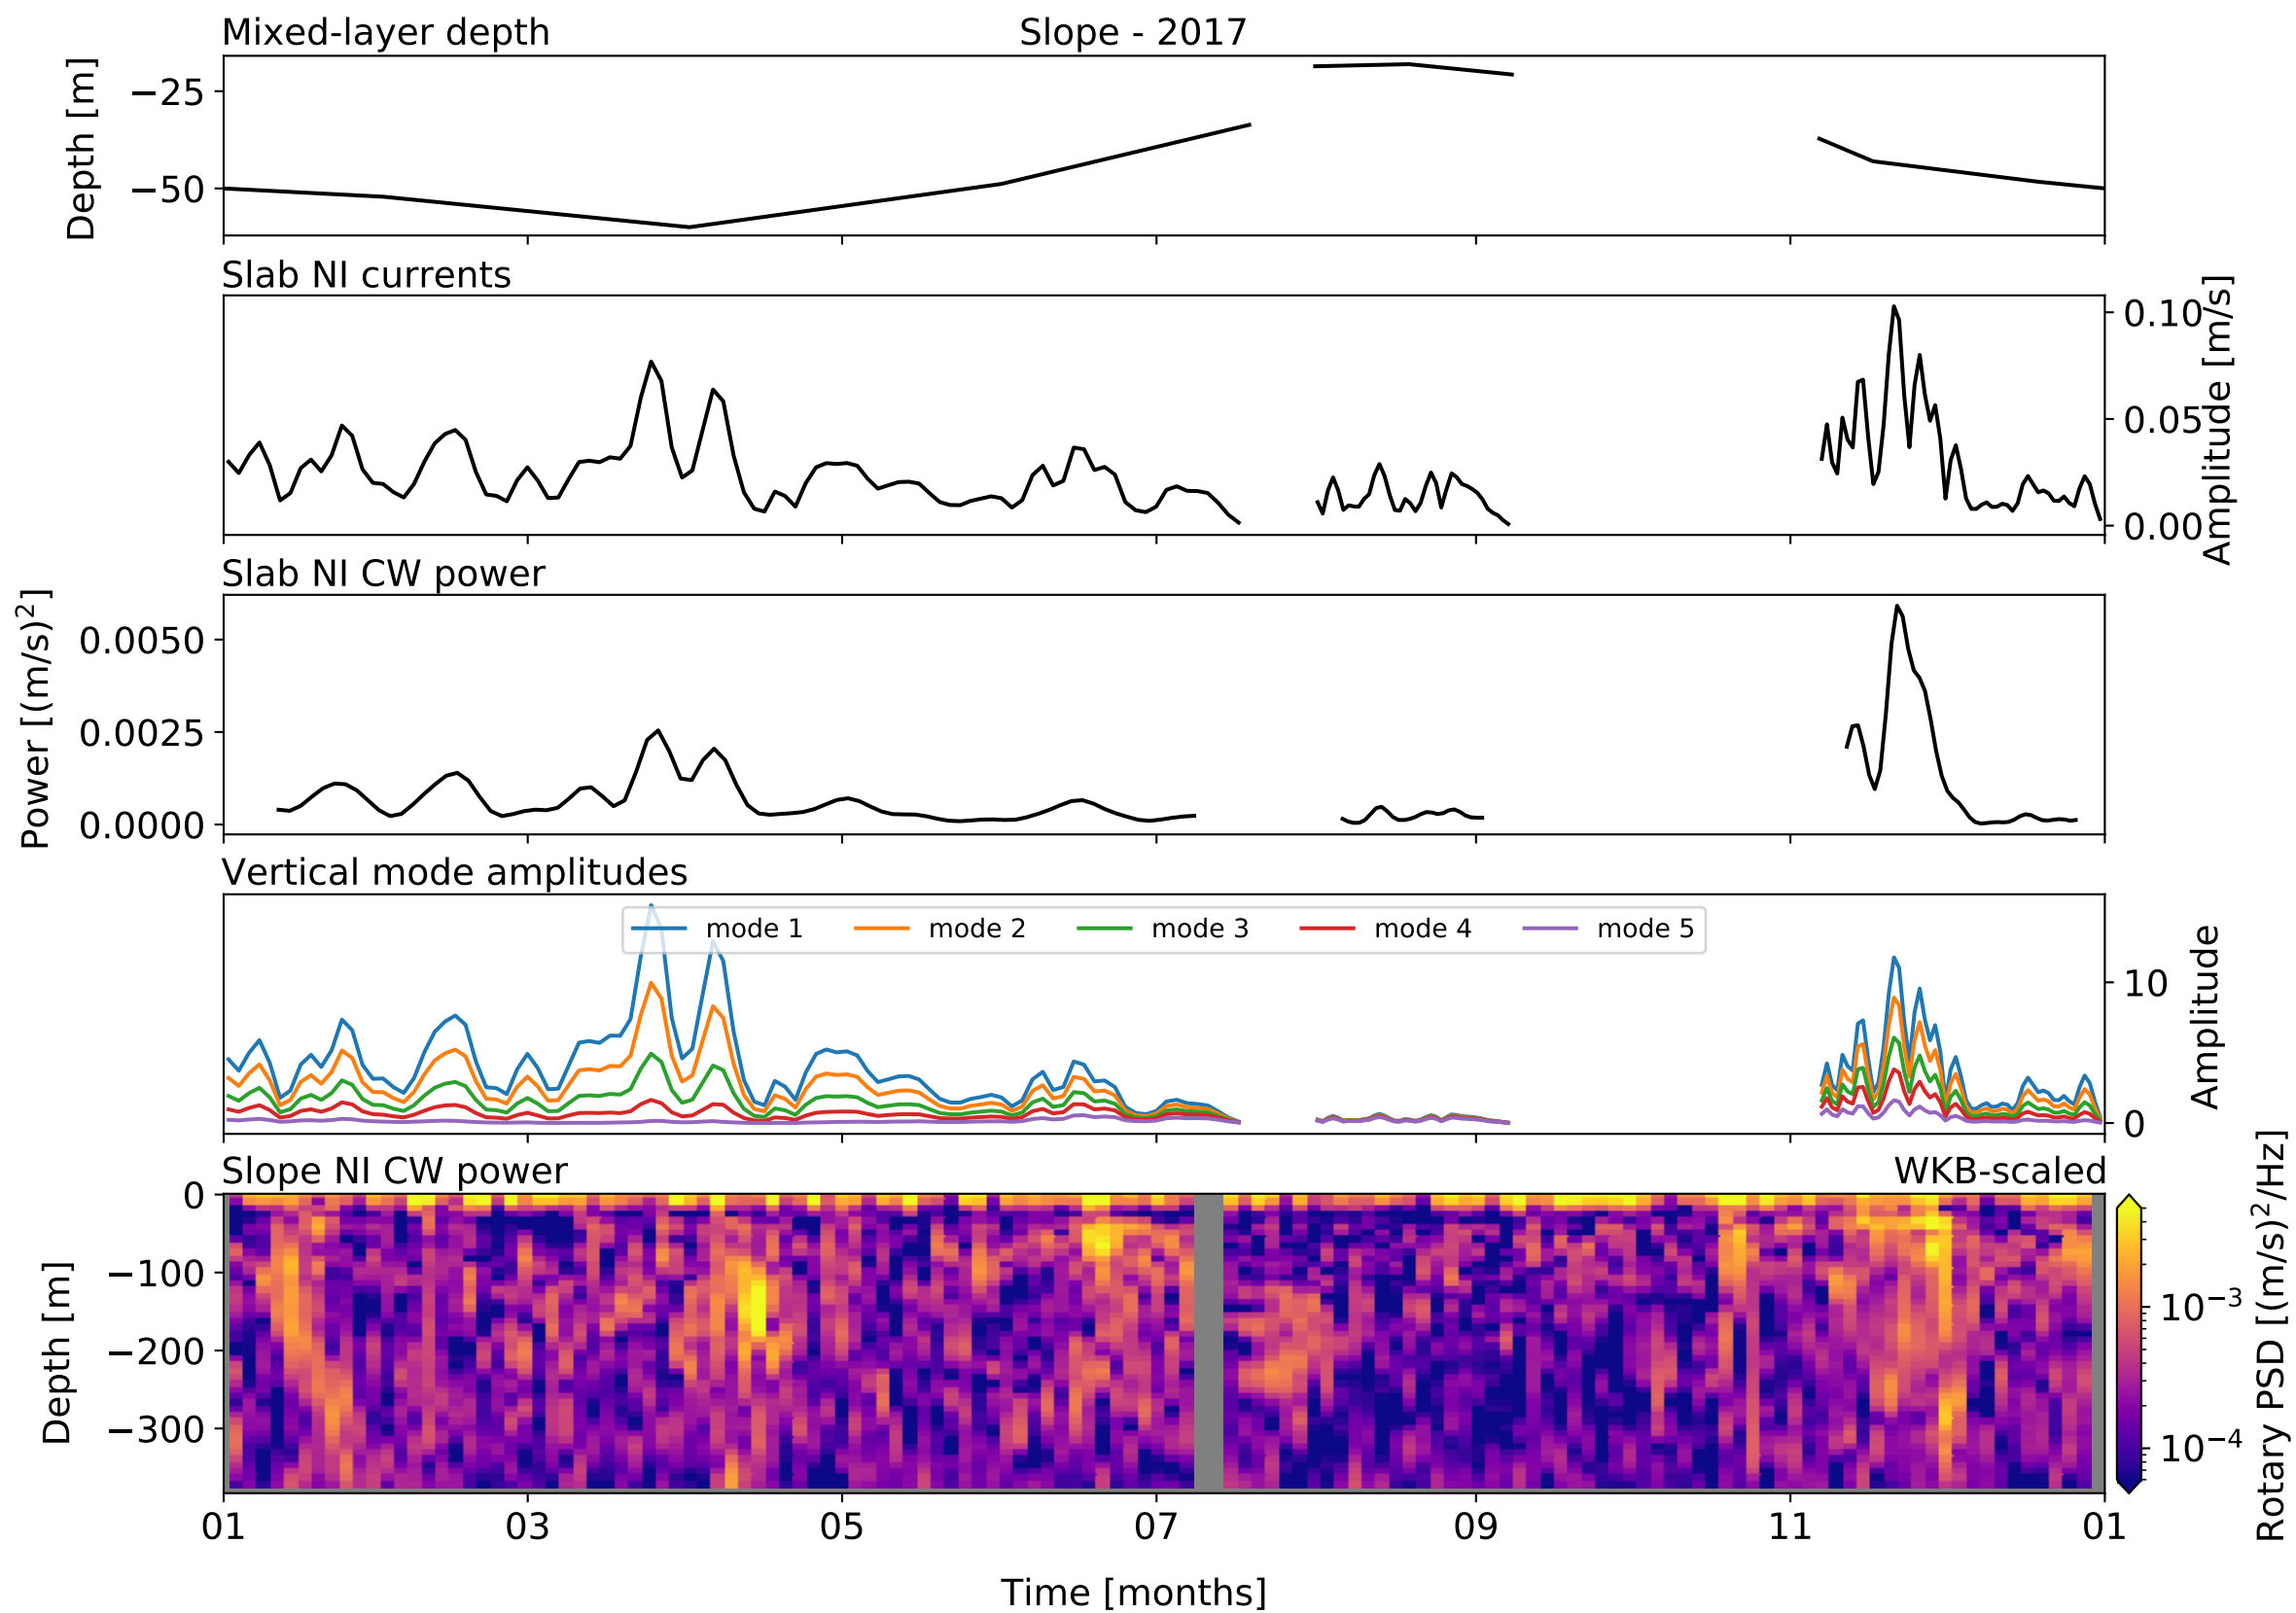 Mixed-layer depth
Slope - 2017
Depth [m]
−25
−50
Slab NI currents
Amplitude [m/s]
0.10
0.05
0.00
Slab NI CW power
Power [(m/s)²]
0.0050
0.0025
0.0000
Vertical mode amplitudes
mode 1 mode 2 mode 3 mode 4 mode 5
Amplitude
10
0
Slope NI CW power
WKB-scaled
Depth [m]
0
−100
−200
−300
Rotary PSD [(m/s)²/Hz]
10⁻³
10⁻⁴
01 03 05 07 09 11 01
Time [months]